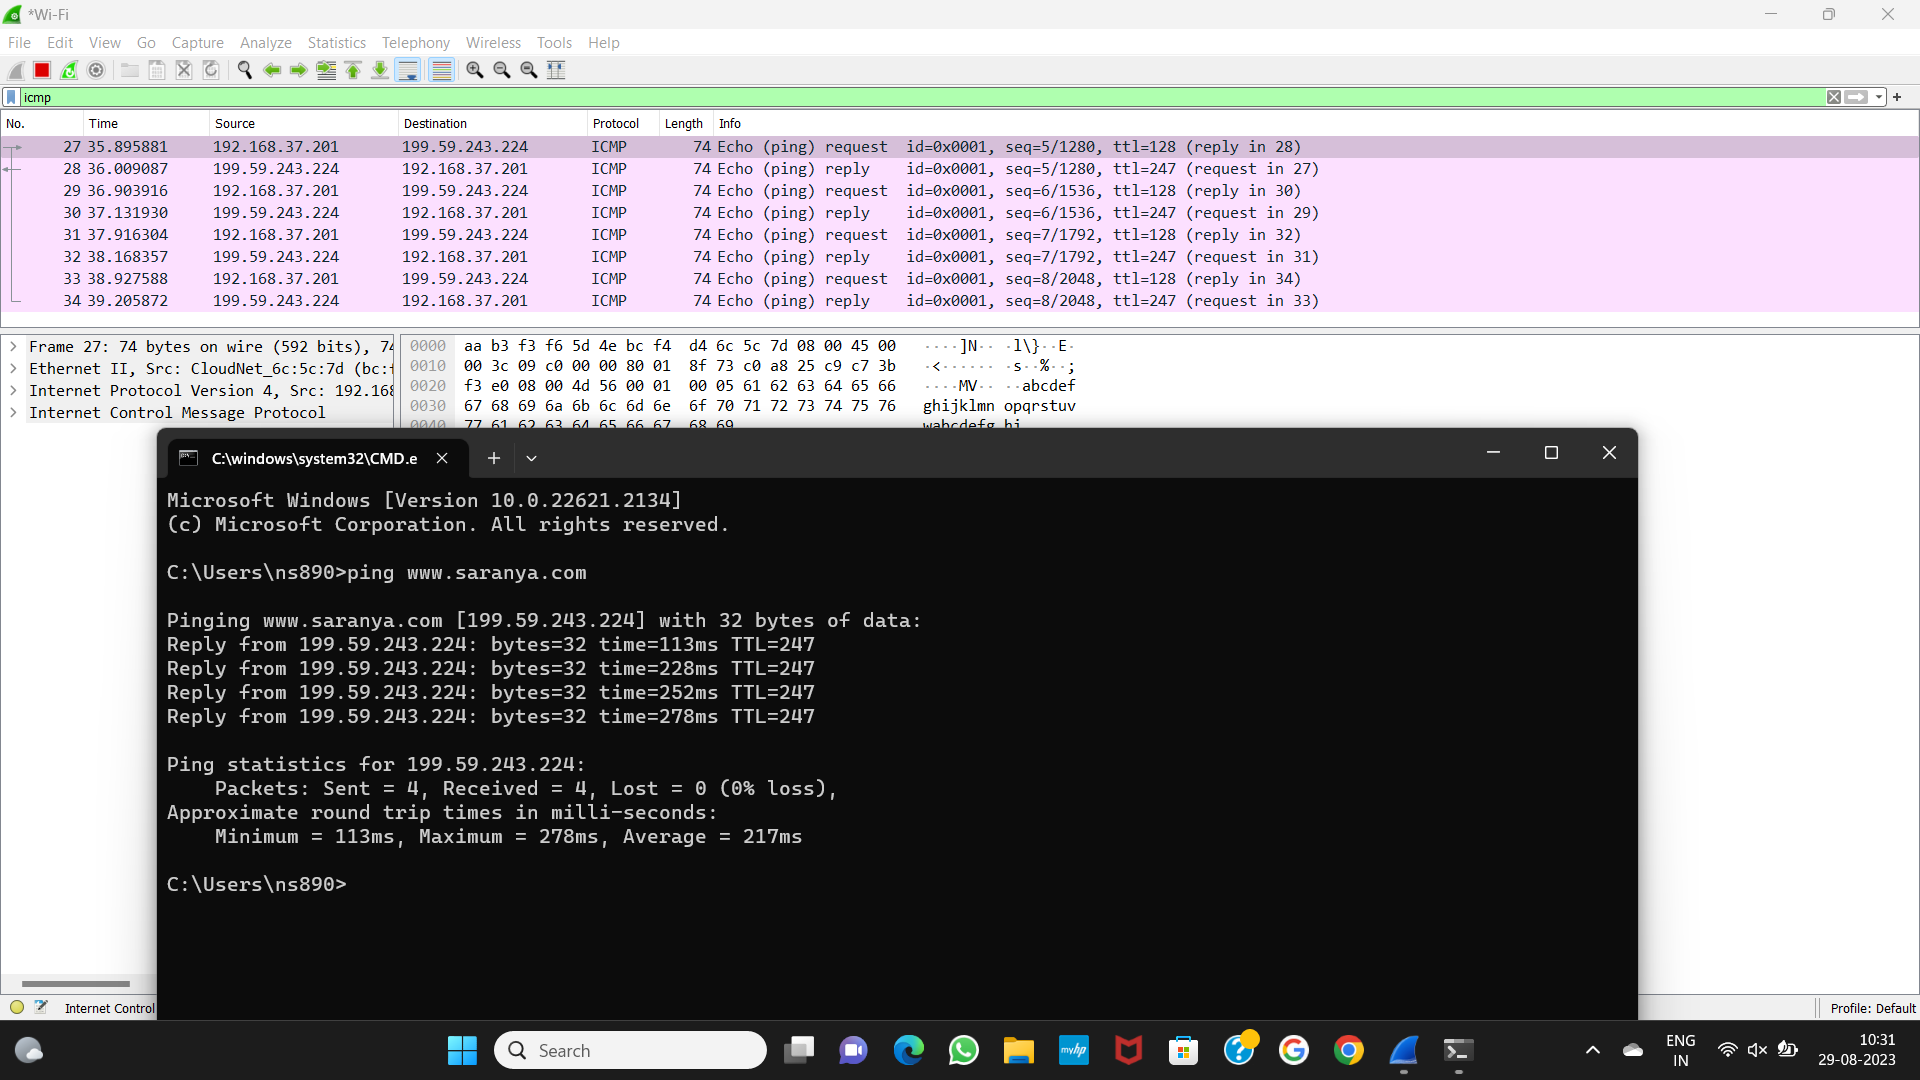 *Wi-Fi
File Edit View Go Capture Analyze Statistics Telephony Wireless Tools Help
icmp
No. Time Source Destination Protocol Length Info
27 35.895881 192.168.37.201 199.59.243.224 ICMP 74 Echo (ping) request id=0x0001, seq=5/1280, ttl=128 (reply in 28)
28 36.009087 199.59.243.224 192.168.37.201 ICMP 74 Echo (ping) reply id=0x0001, seq=5/1280, ttl=247 (request in 27)
29 36.903916 192.168.37.201 199.59.243.224 ICMP 74 Echo (ping) request id=0x0001, seq=6/1536, ttl=128 (reply in 30)
30 37.131930 199.59.243.224 192.168.37.201 ICMP 74 Echo (ping) reply id=0x0001, seq=6/1536, ttl=247 (request in 29)
31 37.916304 192.168.37.201 199.59.243.224 ICMP 74 Echo (ping) request id=0x0001, seq=7/1792, ttl=128 (reply in 32)
32 38.168357 199.59.243.224 192.168.37.201 ICMP 74 Echo (ping) reply id=0x0001, seq=7/1792, ttl=247 (request in 31)
33 38.927588 192.168.37.201 199.59.243.224 ICMP 74 Echo (ping) request id=0x0001, seq=8/2048, ttl=128 (reply in 34)
34 39.205872 199.59.243.224 192.168.37.201 ICMP 74 Echo (ping) reply id=0x0001, seq=8/2048, ttl=247 (request in 33)
Frame 27: 74 bytes on wire (592 bits), 74
Ethernet II, Src: CloudNet_6c:5c:7d (bc:f
Internet Protocol Version 4, Src: 192.168
Internet Control Message Protocol
0000 aa b3 f3 f6 5d 4e bc f4 d6 6c 5c 7d 08 00 45 00 ····]N·· ·l\}··E·
0010 00 3c 09 c0 00 00 80 01 8f 73 c0 a8 25 c9 c7 3b ·<······ ·s··%··;
0020 f3 e0 08 00 4d 56 00 01 00 05 61 62 63 64 65 66 ····MV·· ··abcdef
0030 67 68 69 6a 6b 6c 6d 6e 6f 70 71 72 73 74 75 76 ghijklmn opqrstuv
0040 77 61 62 63 64 65 66 67 68 69 wabcdefg hi
C:\windows\system32\CMD.e
Microsoft Windows [Version 10.0.22621.2134]
(c) Microsoft Corporation. All rights reserved.
C:\Users\ns890>ping www.saranya.com
Pinging www.saranya.com [199.59.243.224] with 32 bytes of data:
Reply from 199.59.243.224: bytes=32 time=113ms TTL=247
Reply from 199.59.243.224: bytes=32 time=228ms TTL=247
Reply from 199.59.243.224: bytes=32 time=252ms TTL=247
Reply from 199.59.243.224: bytes=32 time=278ms TTL=247
Ping statistics for 199.59.243.224:
Packets: Sent = 4, Received = 4, Lost = 0 (0% loss),
Approximate round trip times in milli-seconds:
Minimum = 113ms, Maximum = 278ms, Average = 217ms
C:\Users\ns890>
Internet Control
Profile: Default
Search
myhp
ENG
IN
10:31
29-08-2023